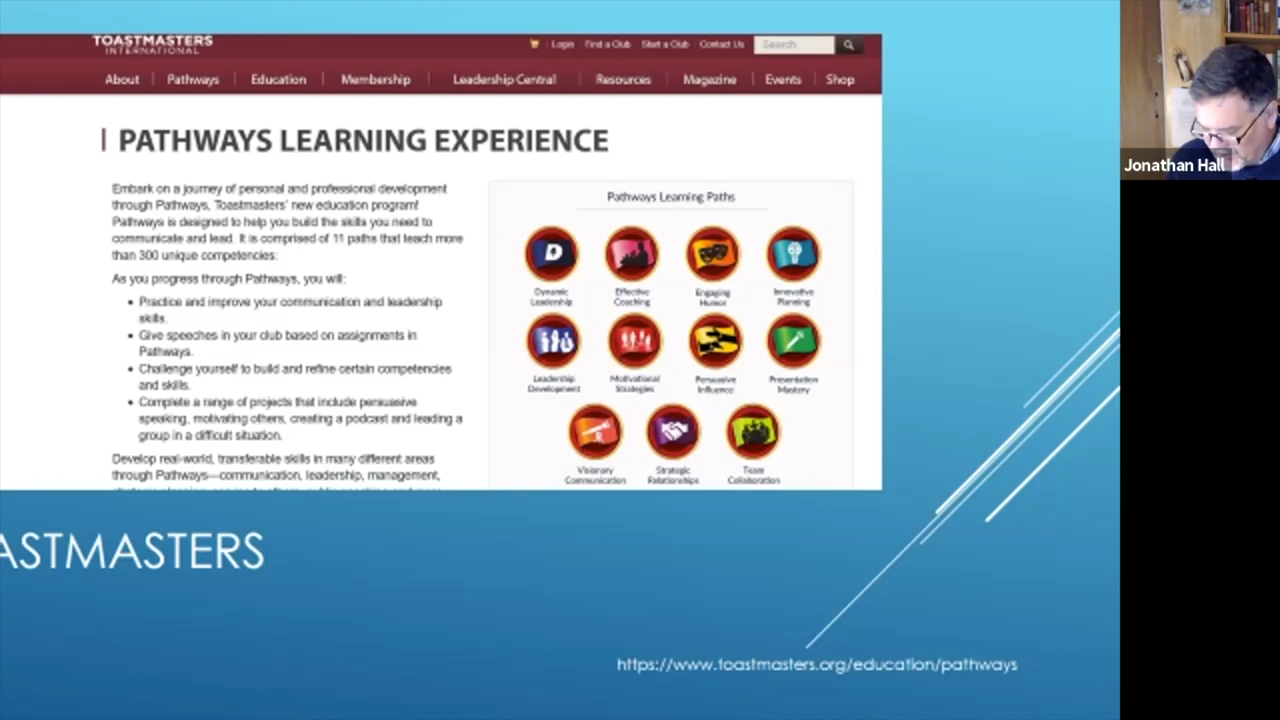 TOASTMASTERS
INTERNATIONAL
Login
Find a Club
Start a Club
Contact Us
Search
About
Pathways
Education
Membership
Leadership Central
Resources
Magazine
Events
Shop
PATHWAYS LEARNING EXPERIENCE
Embark on a journey of personal and professional development
through Pathways, Toastmasters' new education program!
Pathways is designed to help you build the skills you need to
communicate and lead. It is comprised of 11 paths that teach more
than 300 unique competencies:
As you progress through Pathways, you will:
• Practice and improve your communication and leadership
skills.
• Give speeches in your club based on assignments in
Pathways.
• Challenge yourself to build and refine certain competencies
and skills.
• Complete a range of projects that include persuasive
speaking, motivating others, creating a podcast and leading a
group in a difficult situation.
Develop real-world, transferable skills in many different areas
through Pathways—communication, leadership, management,
Pathways Learning Paths
D
Dynamic
Leadership
Effective
Coaching
Engaging
Humor
Innovative
Planning
Leadership
Development
Motivational
Strategies
Persuasive
Influence
Presentation
Mastery
Visionary
Communication
Strategic
Relationships
Team
Collaboration
ASTMASTERS
https://www.toastmasters.org/education/pathways
Jonathan Hall